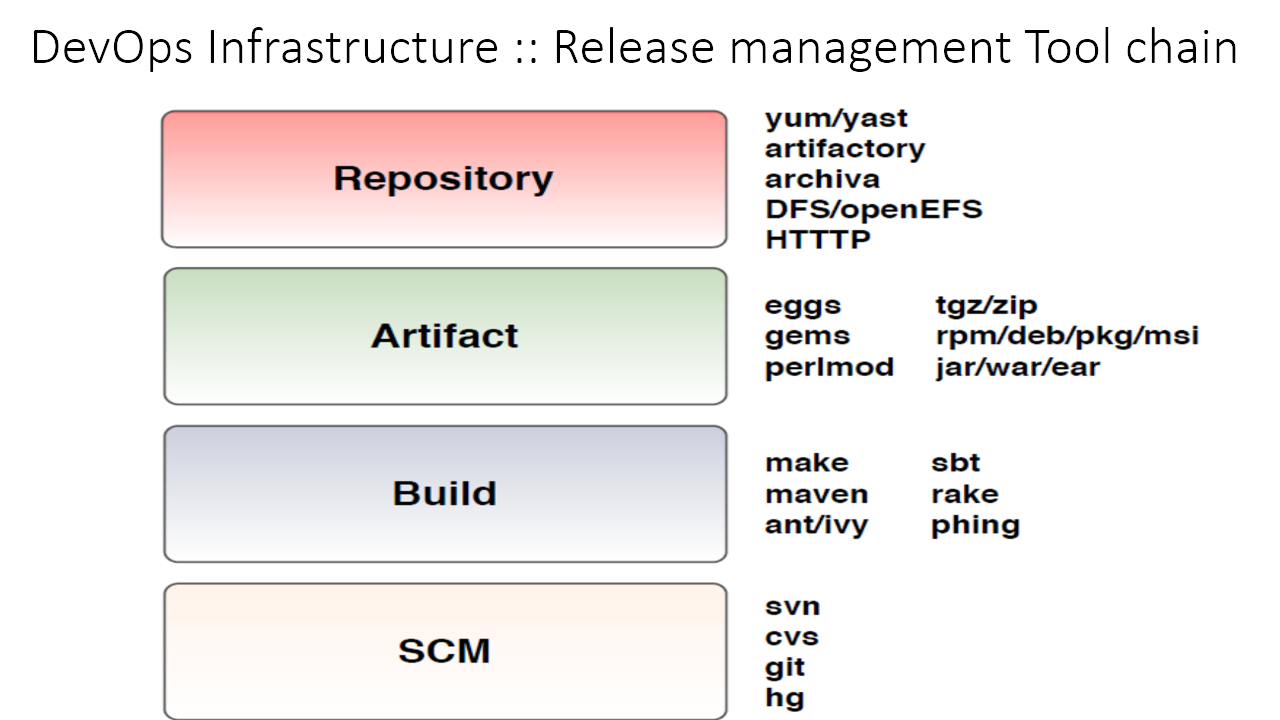 DevOps Infrastructure :: Release management Tool chain
Repository
yum/yast
artifactory
archiva
DFS/openEFS
HTTTP
Artifact
eggs tgz/zip
gems rpm/deb/pkg/msi
perlmod jar/war/ear
Build
make sbt
maven rake
ant/ivy phing
SCM
svn
cvs
git
hg